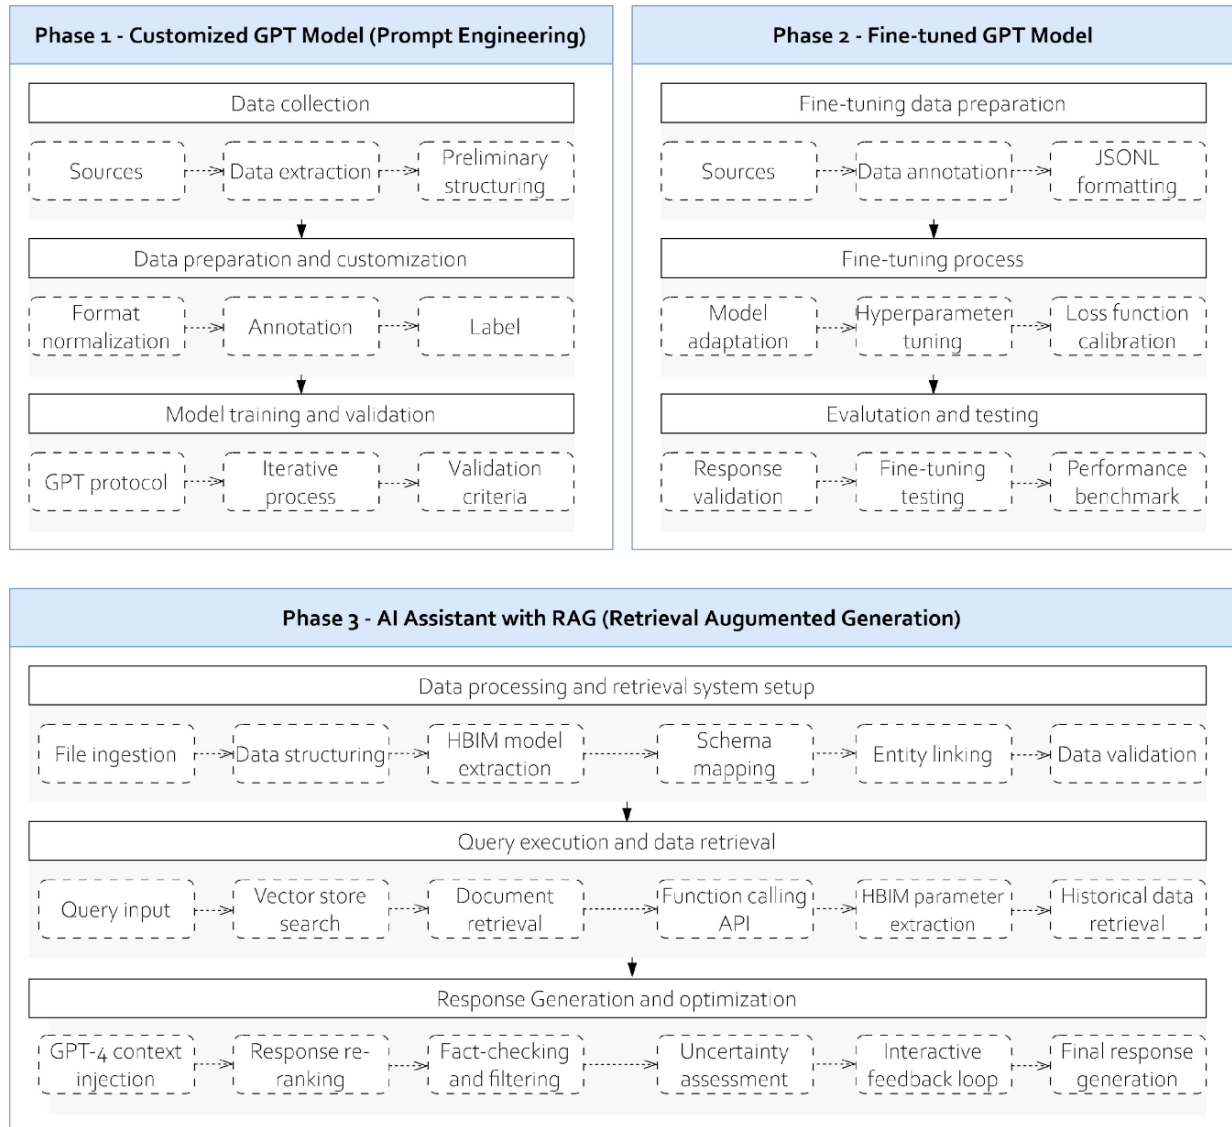 Phase 1 - Customized GPT Model (Prompt Engineering)
Data collection
Sources
Data extraction
Preliminary
structuring
Data preparation and customization
Format
normalization
Annotation
Label
Model training and validation
GPT protocol
Iterative
process
Validation
criteria
Phase 2 - Fine-tuned GPT Model
Fine-tuning data preparation
Sources
Data annotation
JSONL
formatting
Fine-tuning process
Model
adaptation
Hyperparameter
tuning
Loss function
calibration
Evalutation and testing
Response
validation
Fine-tuning
testing
Performance
benchmark
Phase 3 - AI Assistant with RAG (Retrieval Augumented Generation)
Data processing and retrieval system setup
File ingestion
Data structuring
HBIM model
extraction
Schema
mapping
Entity linking
Data validation
Query execution and data retrieval
Query input
Vector store
search
Document
retrieval
Function calling
API
HBIM parameter
extraction
Historical data
retrieval
Response Generation and optimization
GPT-4 context
injection
Response re-
ranking
Fact-checking
and filtering
Uncertainty
assessment
Interactive
feedback loop
Final response
generation